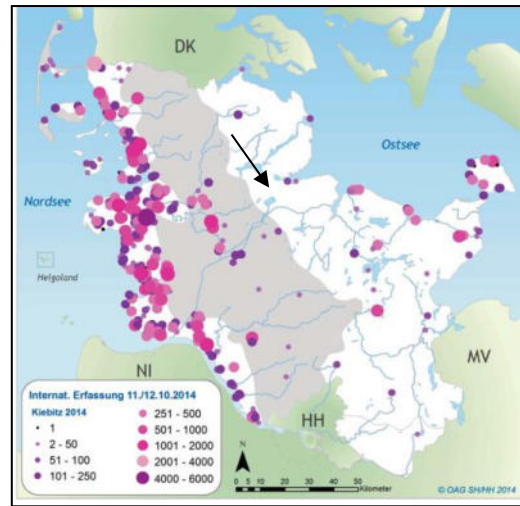 DK
Ostsee
Nordsee
Helgoland
NI
MV
HH
Internat. Erfassung 11./12.10.2014
Kiebitz 2014
1
2 - 50
51 - 100
101 - 250
251 - 500
501 - 1000
1001 - 2000
2001 - 4000
4000 - 6000
N
0 5 10 20 30 40 50
Kilometer
© OAG SH/HH 2014